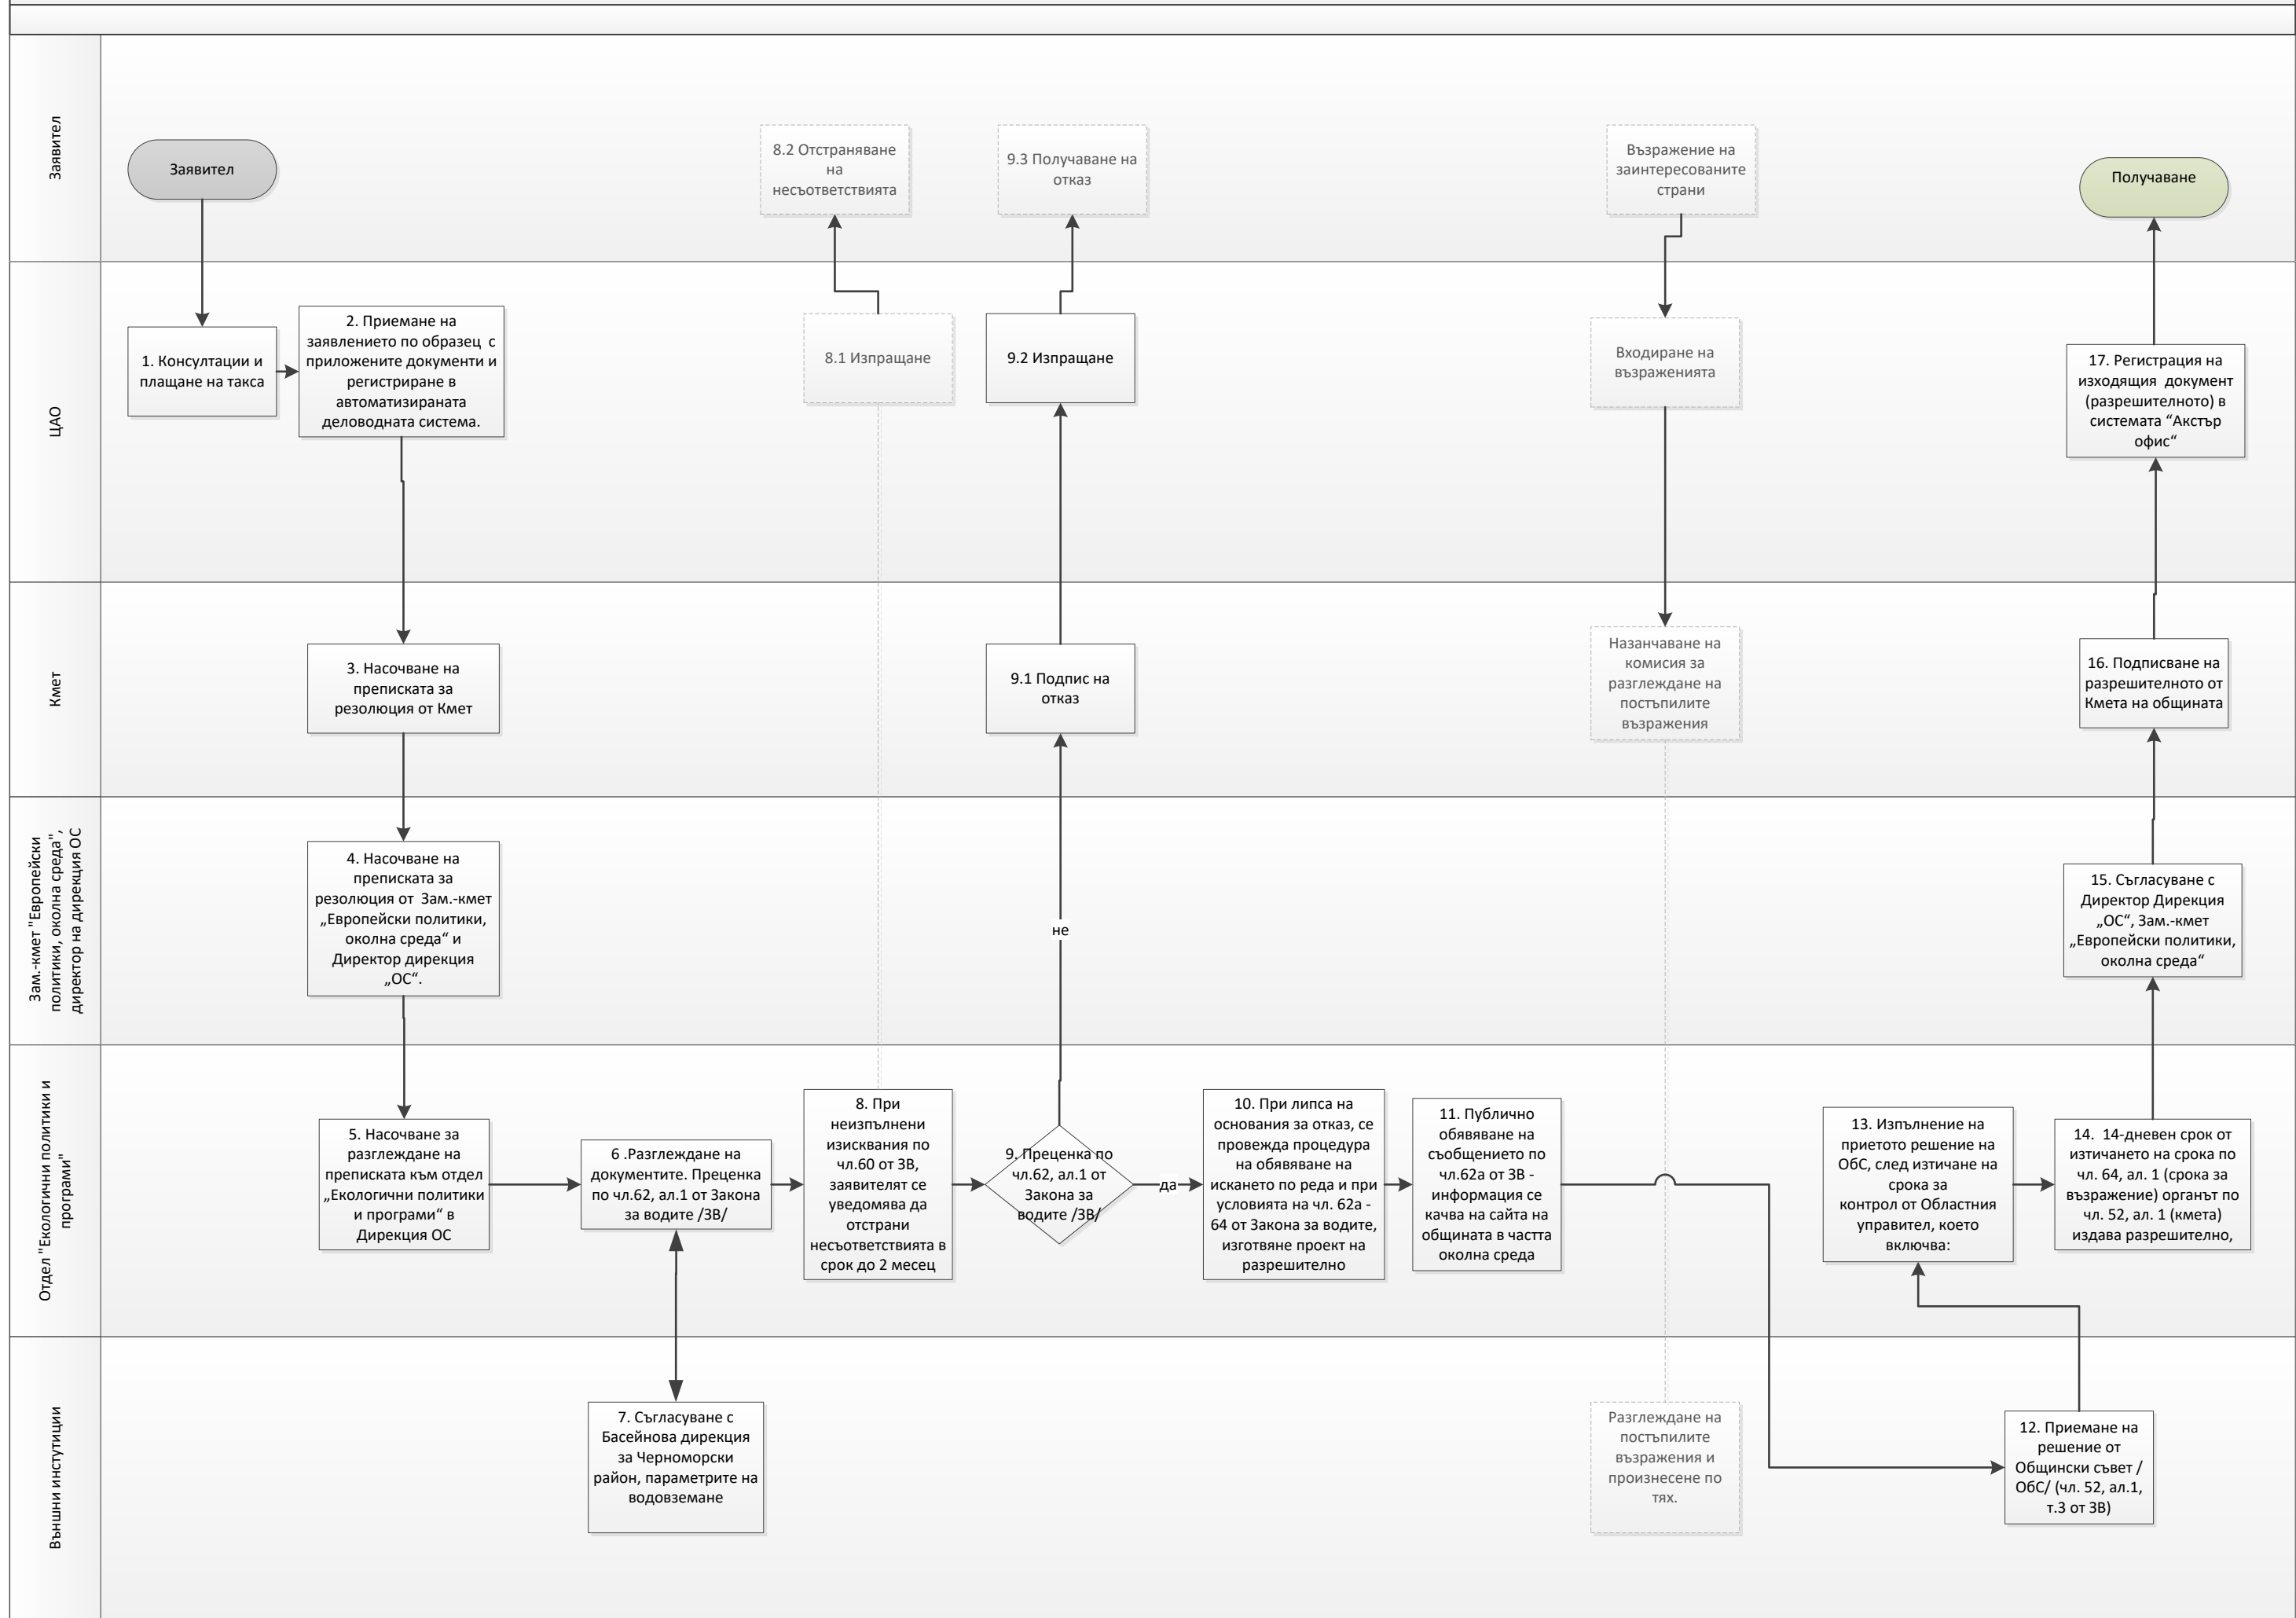 Заявител
Заявител
8.2 Отстраняване
на
несъответствията
9.3 Получаване на
отказ
Възражение на
заинтересованите
страни
Получаване
ЦАО
1. Консултации и
плащане на такса
2. Приемане на
заявлението по образец с
приложените документи и
регистриране в
автоматизираната
деловодната система.
8.1 Изпращане
9.2 Изпращане
Входиране на
възраженията
17. Регистрация на
изходящия документ
(разрешителното) в
системата “Акстър
офис“
Кмет
3. Насочване на
преписката за
резолюция от Кмет
9.1 Подпис на
отказ
Назанчаване на
комисия за
разглеждане на
постъпилите
възражения
16. Подписване на
разрешителното от
Кмета на общината
Зам.-кмет "Европейски
политики, околна среда",
директор на дирекция ОС
4. Насочване на
преписката за
резолюция от Зам.-кмет
„Европейски политики,
околна среда“ и
Директор дирекция
„ОС“.
не
15. Съгласуване с
Директор Дирекция
„ОС“, Зам.-кмет
„Европейски политики,
околна среда“
Отдел "Екологични политики и
програми"
5. Насочване за
разглеждане на
преписката към отдел
„Екологични политики
и програми“ в
Дирекция ОС
6 .Разглеждане на
документите. Преценка
по чл.62, ал.1 от Закона
за водите /ЗВ/
8. При
неизпълнени
изисквания по
чл.60 от ЗВ,
заявителят се
уведомява да
отстрани
несъответствията в
срок до 2 месец
9. Преценка по
чл.62, ал.1 от
Закона за
водите /ЗВ/
да
10. При липса на
основания за отказ, се
провежда процедура
на обявяване на
искането по реда и при
условията на чл. 62а -
64 от Закона за водите,
изготвяне проект на
разрешително
11. Публично
обявяване на
съобщението по
чл.62а от ЗВ -
информация се
качва на сайта на
общината в частта
околна среда
13. Изпълнение на
приетото решение на
ОбС, след изтичане на
срока за
контрол от Областния
управител, което
включва:
14. 14-дневен срок от
изтичането на срока по
чл. 64, ал. 1 (срока за
възражение) органът по
чл. 52, ал. 1 (кмета)
издава разрешително,
Външни инстутиции
7. Съгласуване с
Басейнова дирекция
за Черноморски
район, параметрите на
водовземане
Разглеждане на
постъпилите
възражения и
произнесене по
тях.
12. Приемане на
решение от
Общински съвет /
ОбС/ (чл. 52, ал.1,
т.3 от ЗВ)